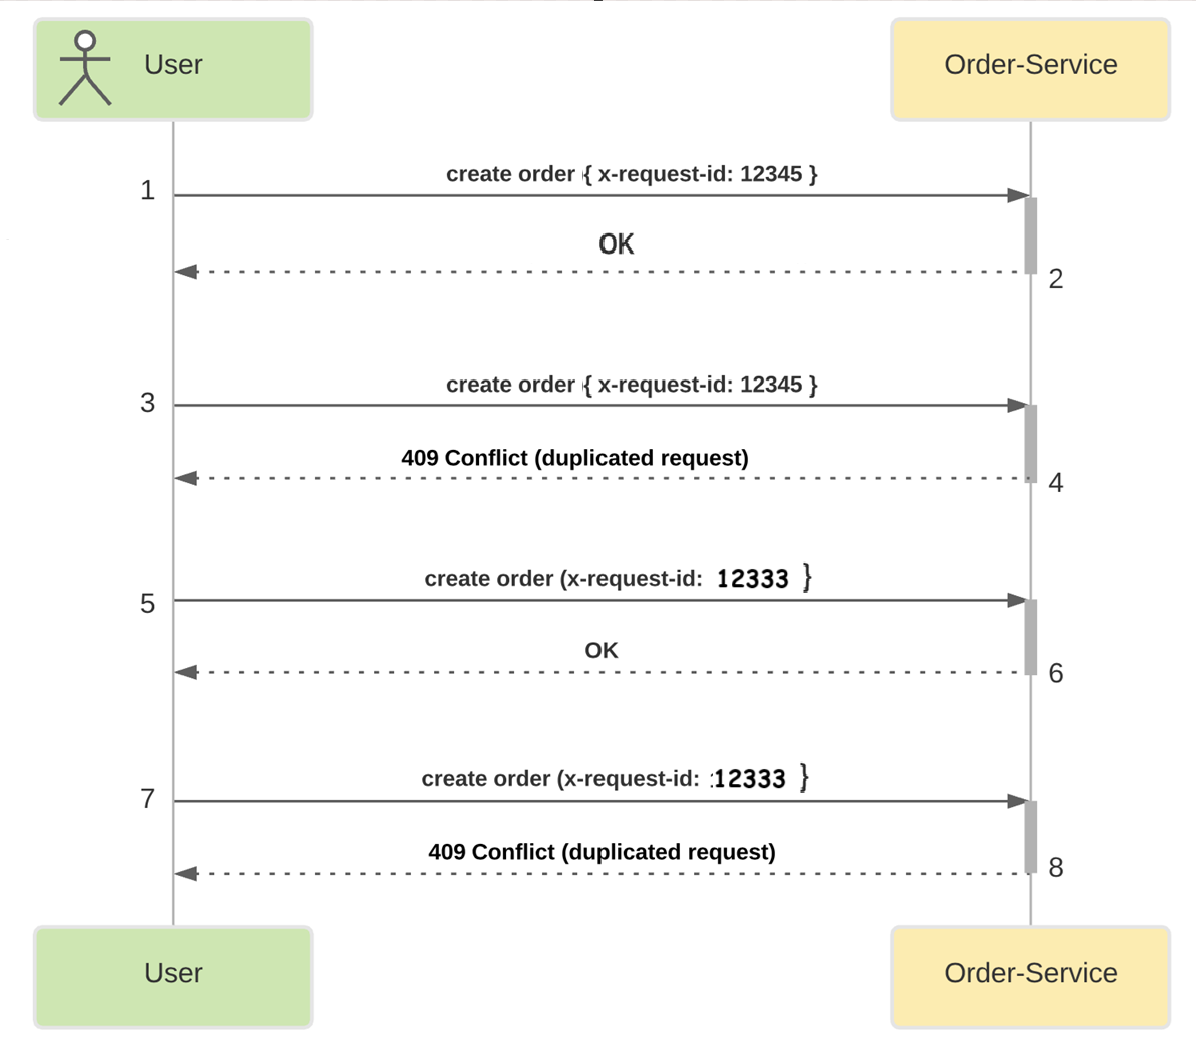 User
Order-Service
1
create order { x-request-id: 12345 }
OK
2
3
create order { x-request-id: 12345 }
409 Conflict (duplicated request)
4
5
create order (x-request-id: 12333 }
OK
6
7
create order (x-request-id: 12333 }
409 Conflict (duplicated request)
8
User
Order-Service